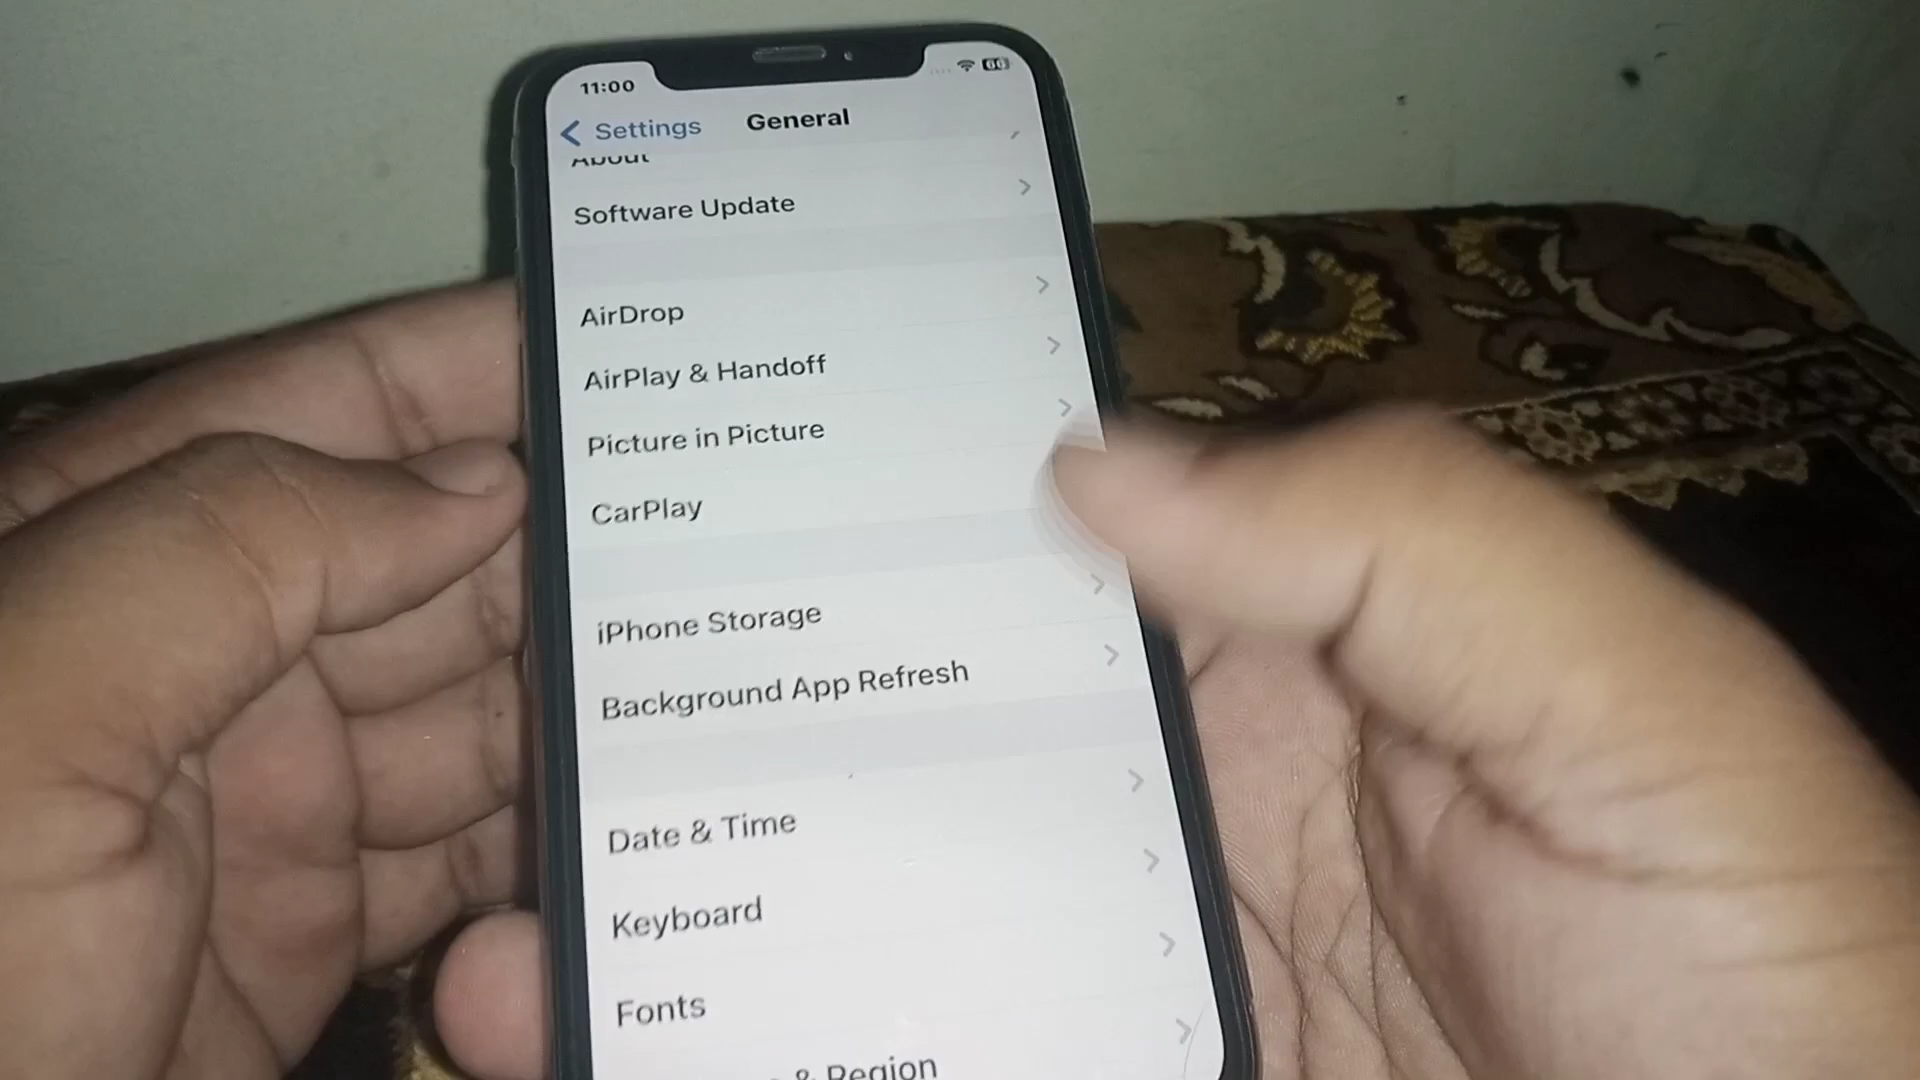 11:00
Settings
General
About
Software Update
AirDrop
AirPlay & Handoff
Picture in Picture
CarPlay
iPhone Storage
Background App Refresh
Date & Time
Keyboard
Fonts
& Region